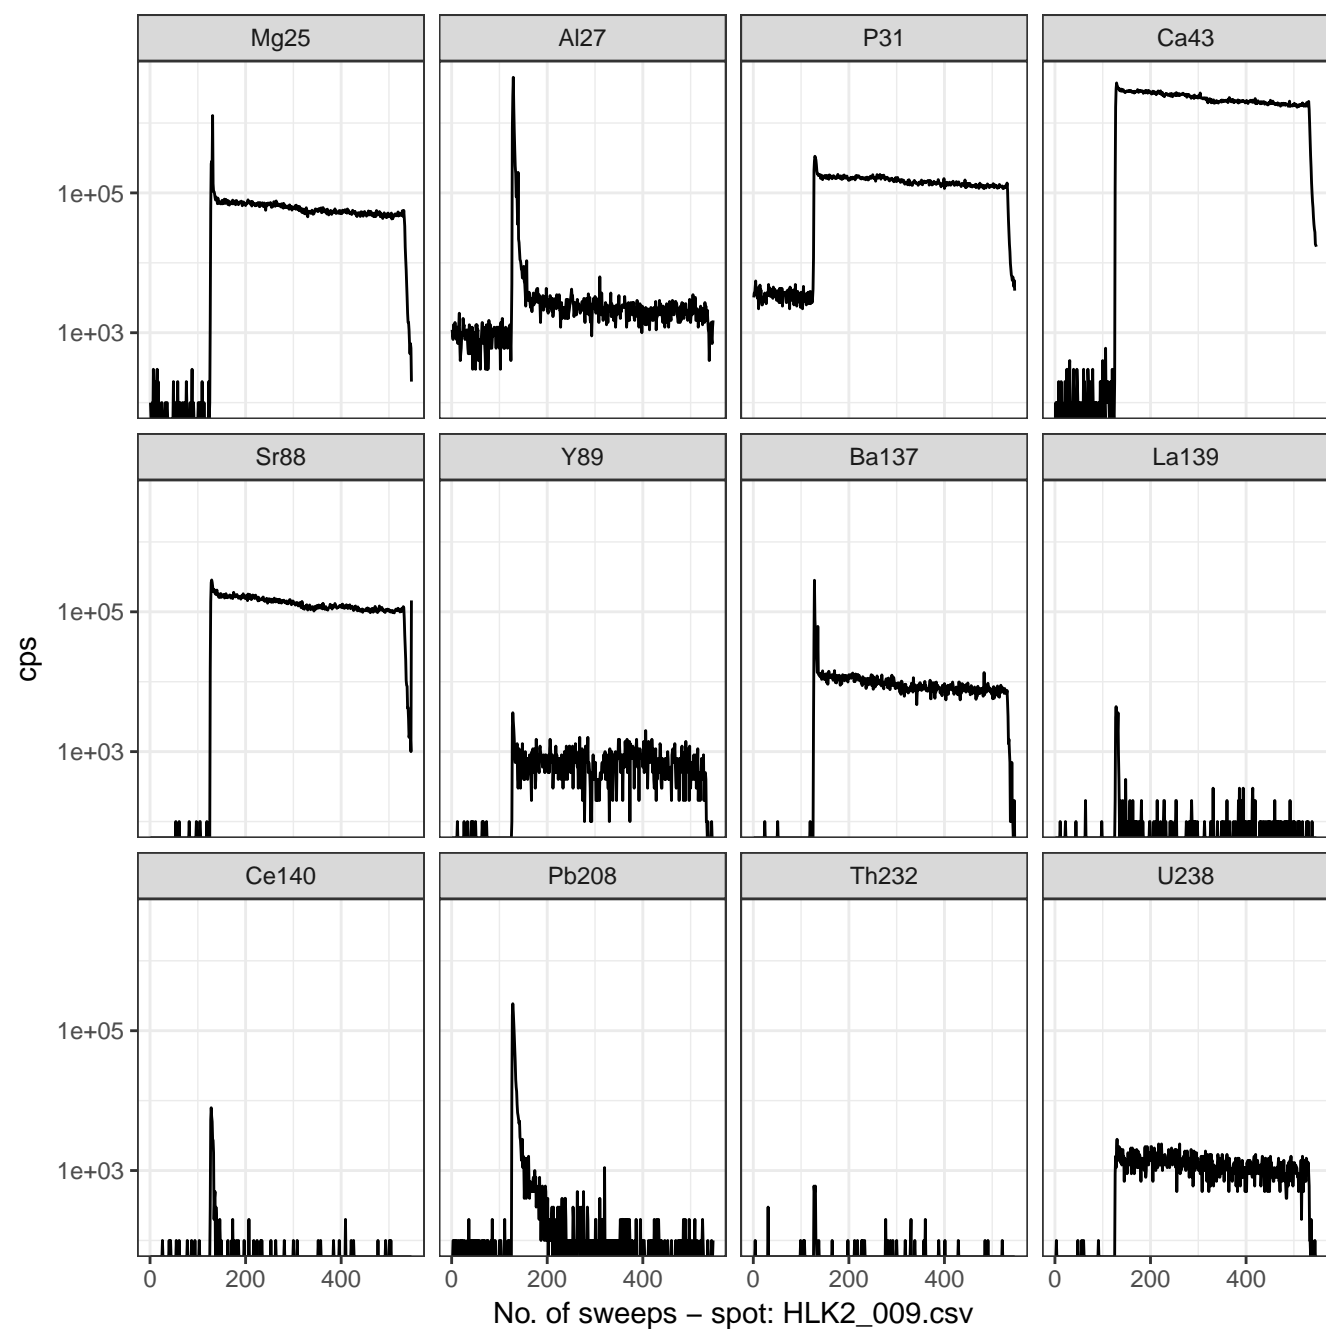 Mg25 Al27 P31 Ca43
1e+05
1e+03
Sr88 Y89 Ba137 La139
1e+05
1e+03
cps
Ce140 Pb208 Th232 U238
1e+05
1e+03
0 200 400 0 200 400 0 200 400 0 200 400
No. of sweeps − spot: HLK2_009.csv